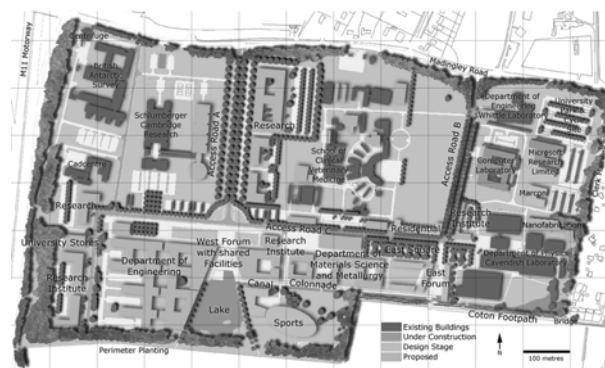 Centrifuge
M11 Motorway
British
Antarctic
Survey
Schlumberger
Cambridge
Research
Access Road A
Research
Madingley Road
School of
Clinical
Veterinary
Medicine
Access Road B
Department of
Engineering
Whittle Laboratory
University
Computer
Laboratory
Microsoft
Research
Limited
Marconi
Clerk
Cadcentre
Research
University Stores
Research
Institute
Department of
Engineering
West Forum
with shared
Facilities
Access Road C
Research
Institute
Residential
Research
Institute
Nanofabrication
Department of Physics
Cavendish Laboratory
Department of
Materials Science
and Metallurgy
East Square
East
Forum
Canal
Colonnade
Lake
Sports
Coton Footpath
Bridge
Perimeter Planting
Existing Buildings
Under Construction
Design Stage
Proposed
N
100 metres